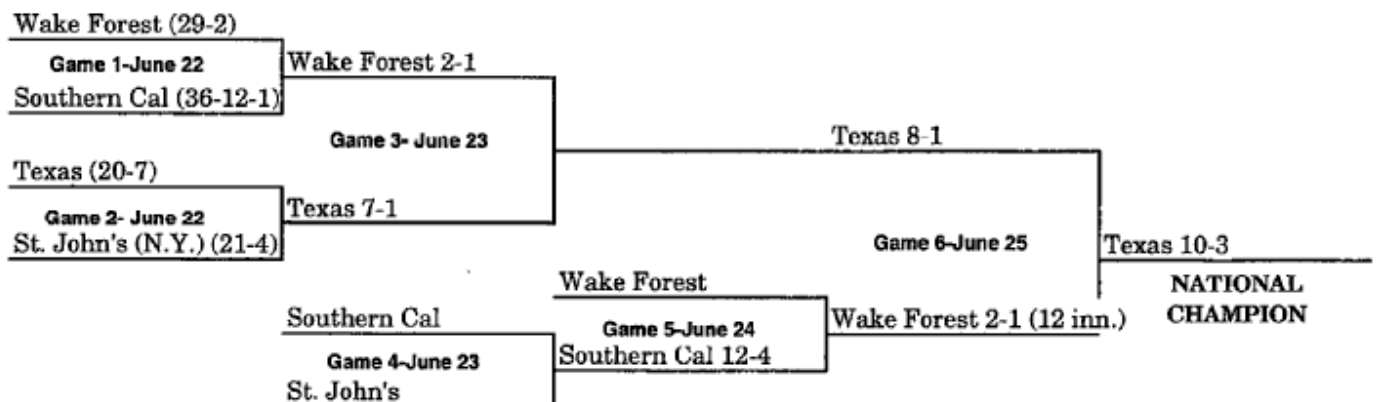 Wake Forest (29-2)
Game 1-June 22
Southern Cal (36-12-1)
Wake Forest 2-1
Game 3- June 23
Texas (20-7)
Game 2- June 22
St. John's (N.Y.) (21-4)
Texas 7-1
Texas 8-1
Game 6-June 25
Texas 10-3
NATIONAL
CHAMPION
Wake Forest
Game 5-June 24
Southern Cal 12-4
Wake Forest 2-1 (12 inn.)
Southern Cal
Game 4-June 23
St. John's